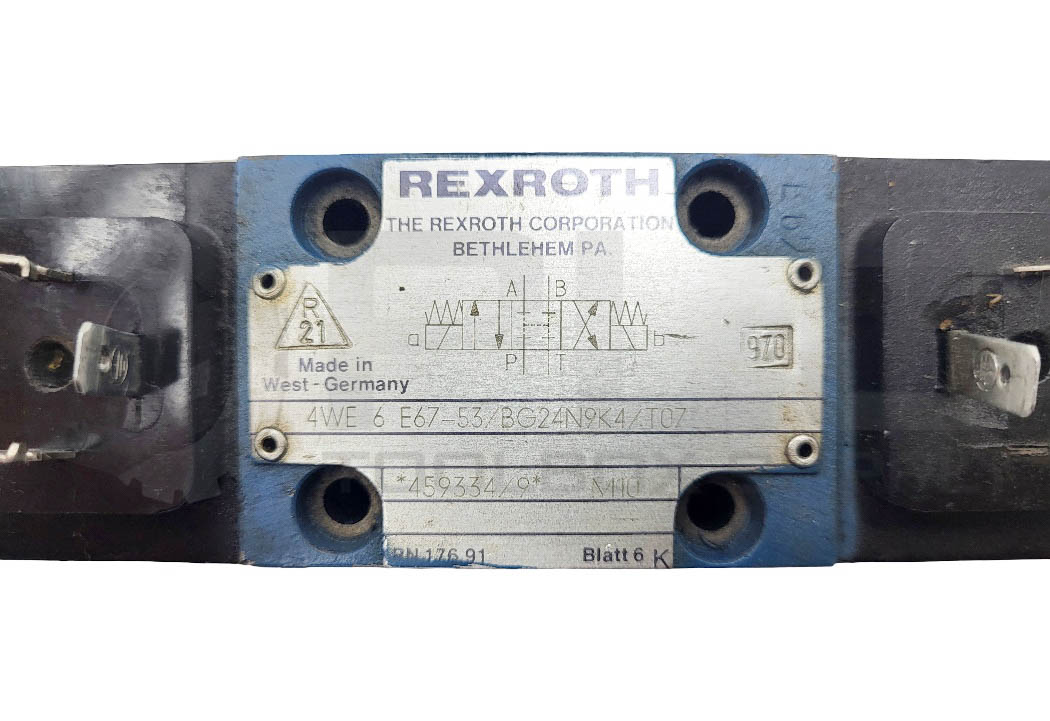 REXROTH
THE REXROTH CORPORATION
BETHLEHEM PA.
A B
a b
P T
R
21
970
Made in
West-Germany
4WE 6 E67-53/BG24N9K4/T07
*459334/9*
RN 176 91 Blatt 6 K